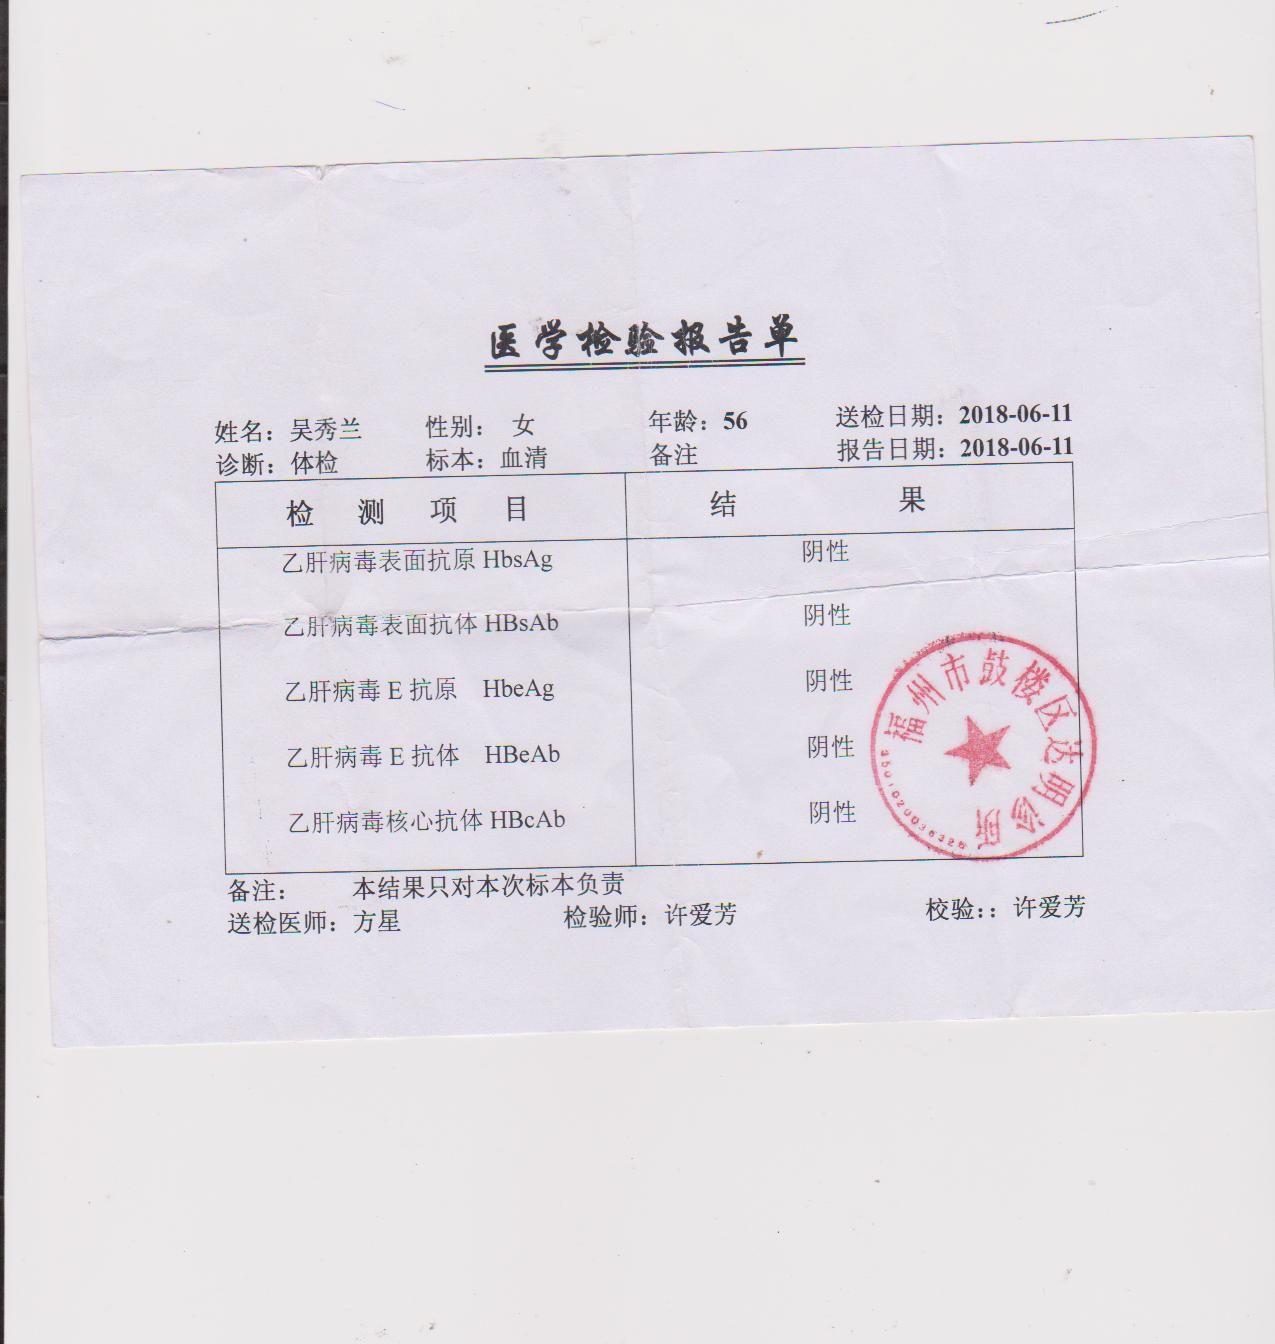 医学检验报告单
姓名：吴秀兰 性别： 女 年龄：56 送检日期：2018-06-11
诊断：体检 标本：血清 备注 报告日期：2018-06-11
检 测 项 目 结 果
乙肝病毒表面抗原 HbsAg 阴性
乙肝病毒表面抗体 HBsAb 阴性
乙肝病毒 E 抗原 HbeAg 阴性
乙肝病毒 E 抗体 HBeAb 阴性
乙肝病毒核心抗体 HBcAb 阴性
福州市鼓楼区达明诊所
备注： 本结果只对本次标本负责
送检医师：方星 检验师：许爱芳 校验：：许爱芳